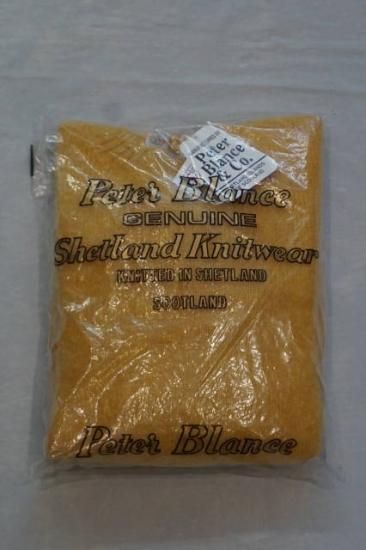 Peter
Blance
& Co.
Peter Blance
GENUINE
Shetland Knitwear
KNITTED IN SHETLAND
SCOTLAND
Peter Blance